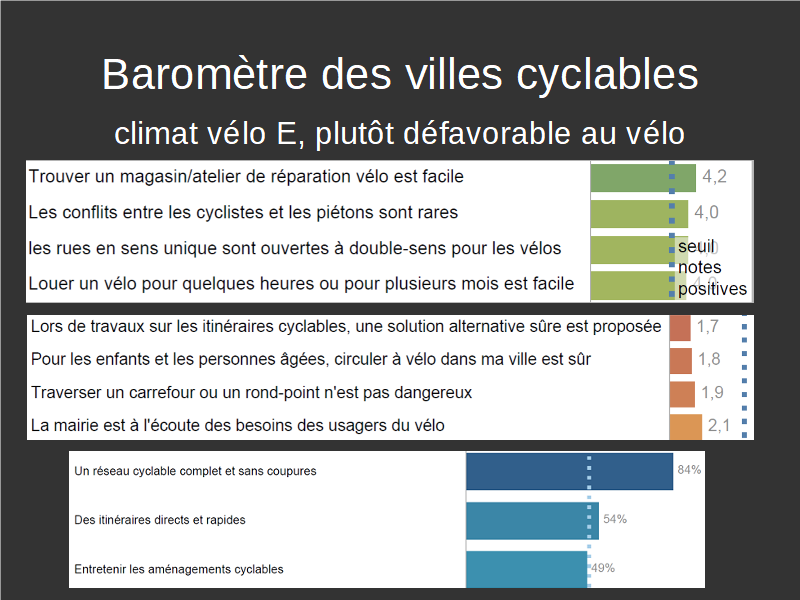 Baromètre des villes cyclables
climat vélo E, plutôt défavorable au vélo
Trouver un magasin/atelier de réparation vélo est facile 4,2
Les conflits entre les cyclistes et les piétons sont rares 4,0
les rues en sens unique sont ouvertes à double-sens pour les vélos
Louer un vélo pour quelques heures ou pour plusieurs mois est facile
seuil
notes
positives
Lors de travaux sur les itinéraires cyclables, une solution alternative sûre est proposée 1,7
Pour les enfants et les personnes âgées, circuler à vélo dans ma ville est sûr 1,8
Traverser un carrefour ou un rond-point n'est pas dangereux 1,9
La mairie est à l'écoute des besoins des usagers du vélo 2,1
Un réseau cyclable complet et sans coupures 84%
Des itinéraires directs et rapides 54%
Entretenir les aménagements cyclables 49%